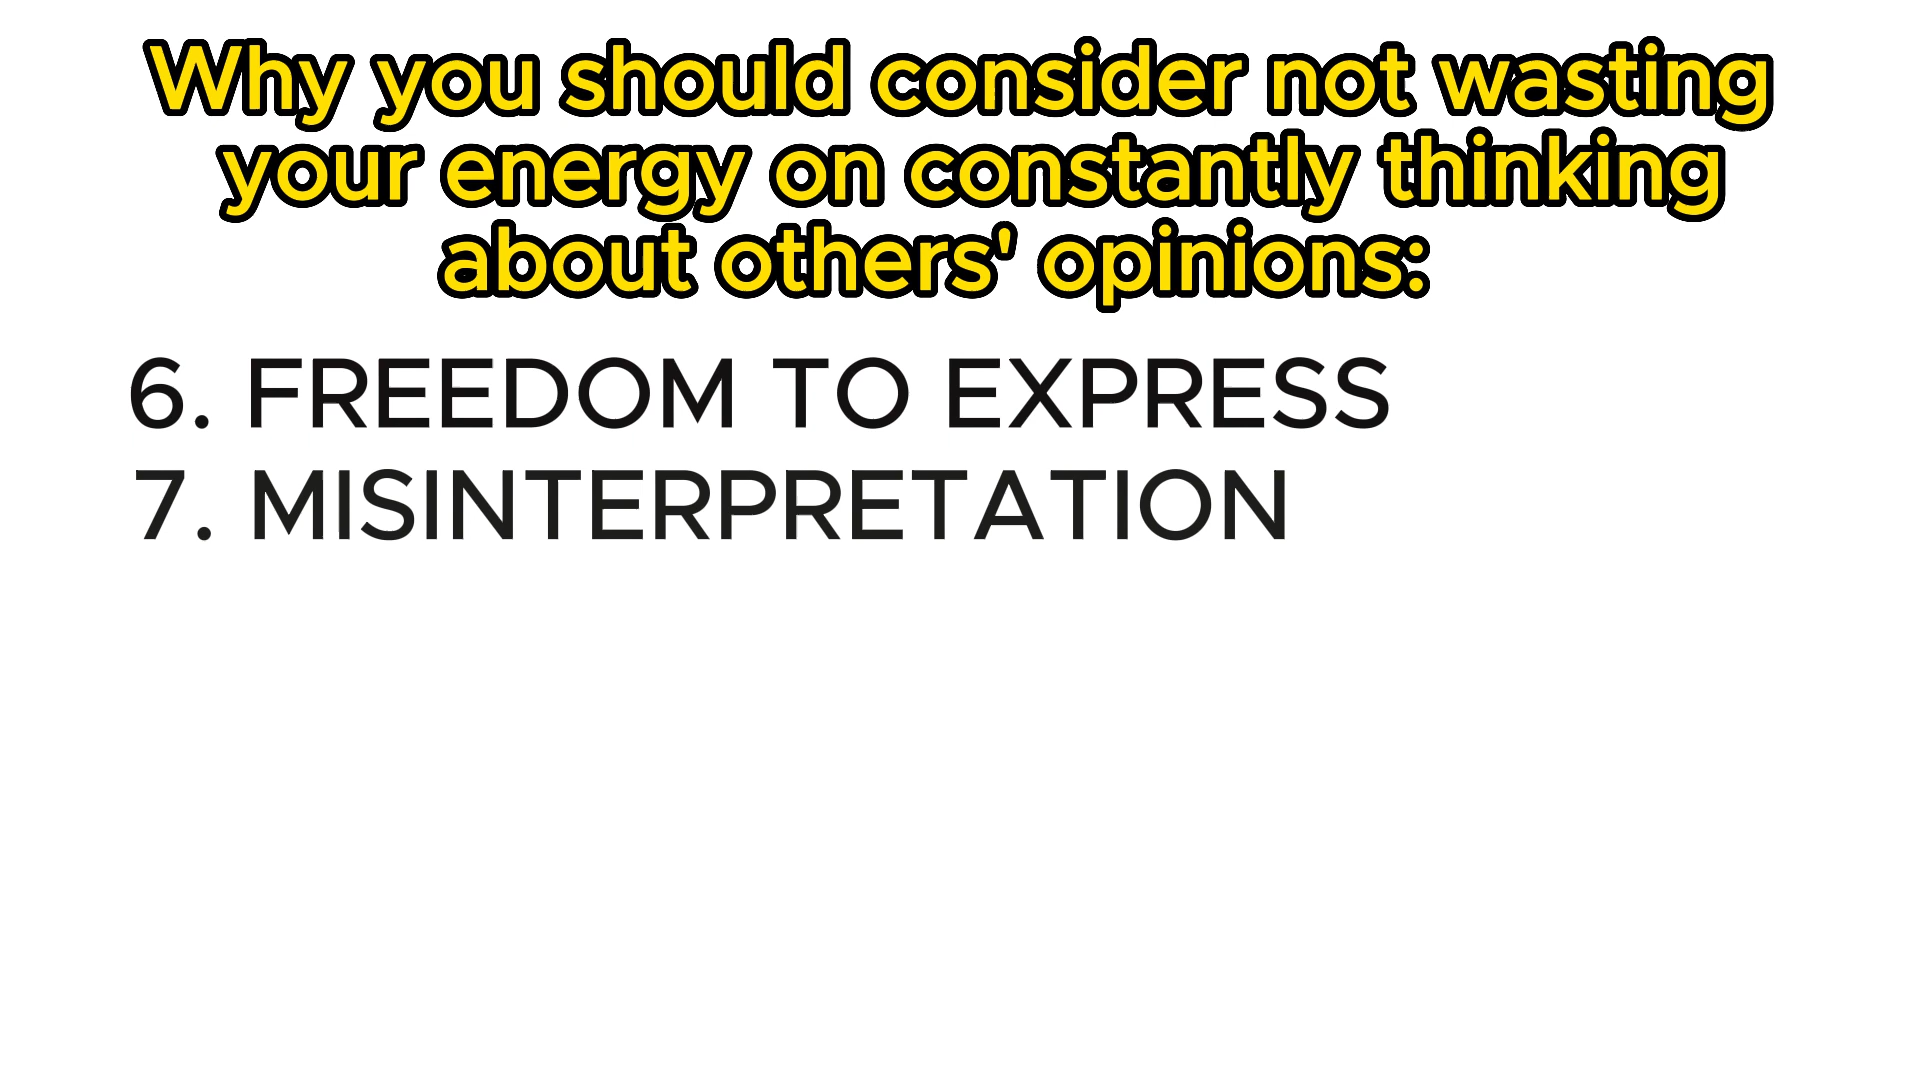 Why you should consider not wasting
your energy on constantly thinking
about others' opinions:
6. FREEDOM TO EXPRESS
7. MISINTERPRETATION